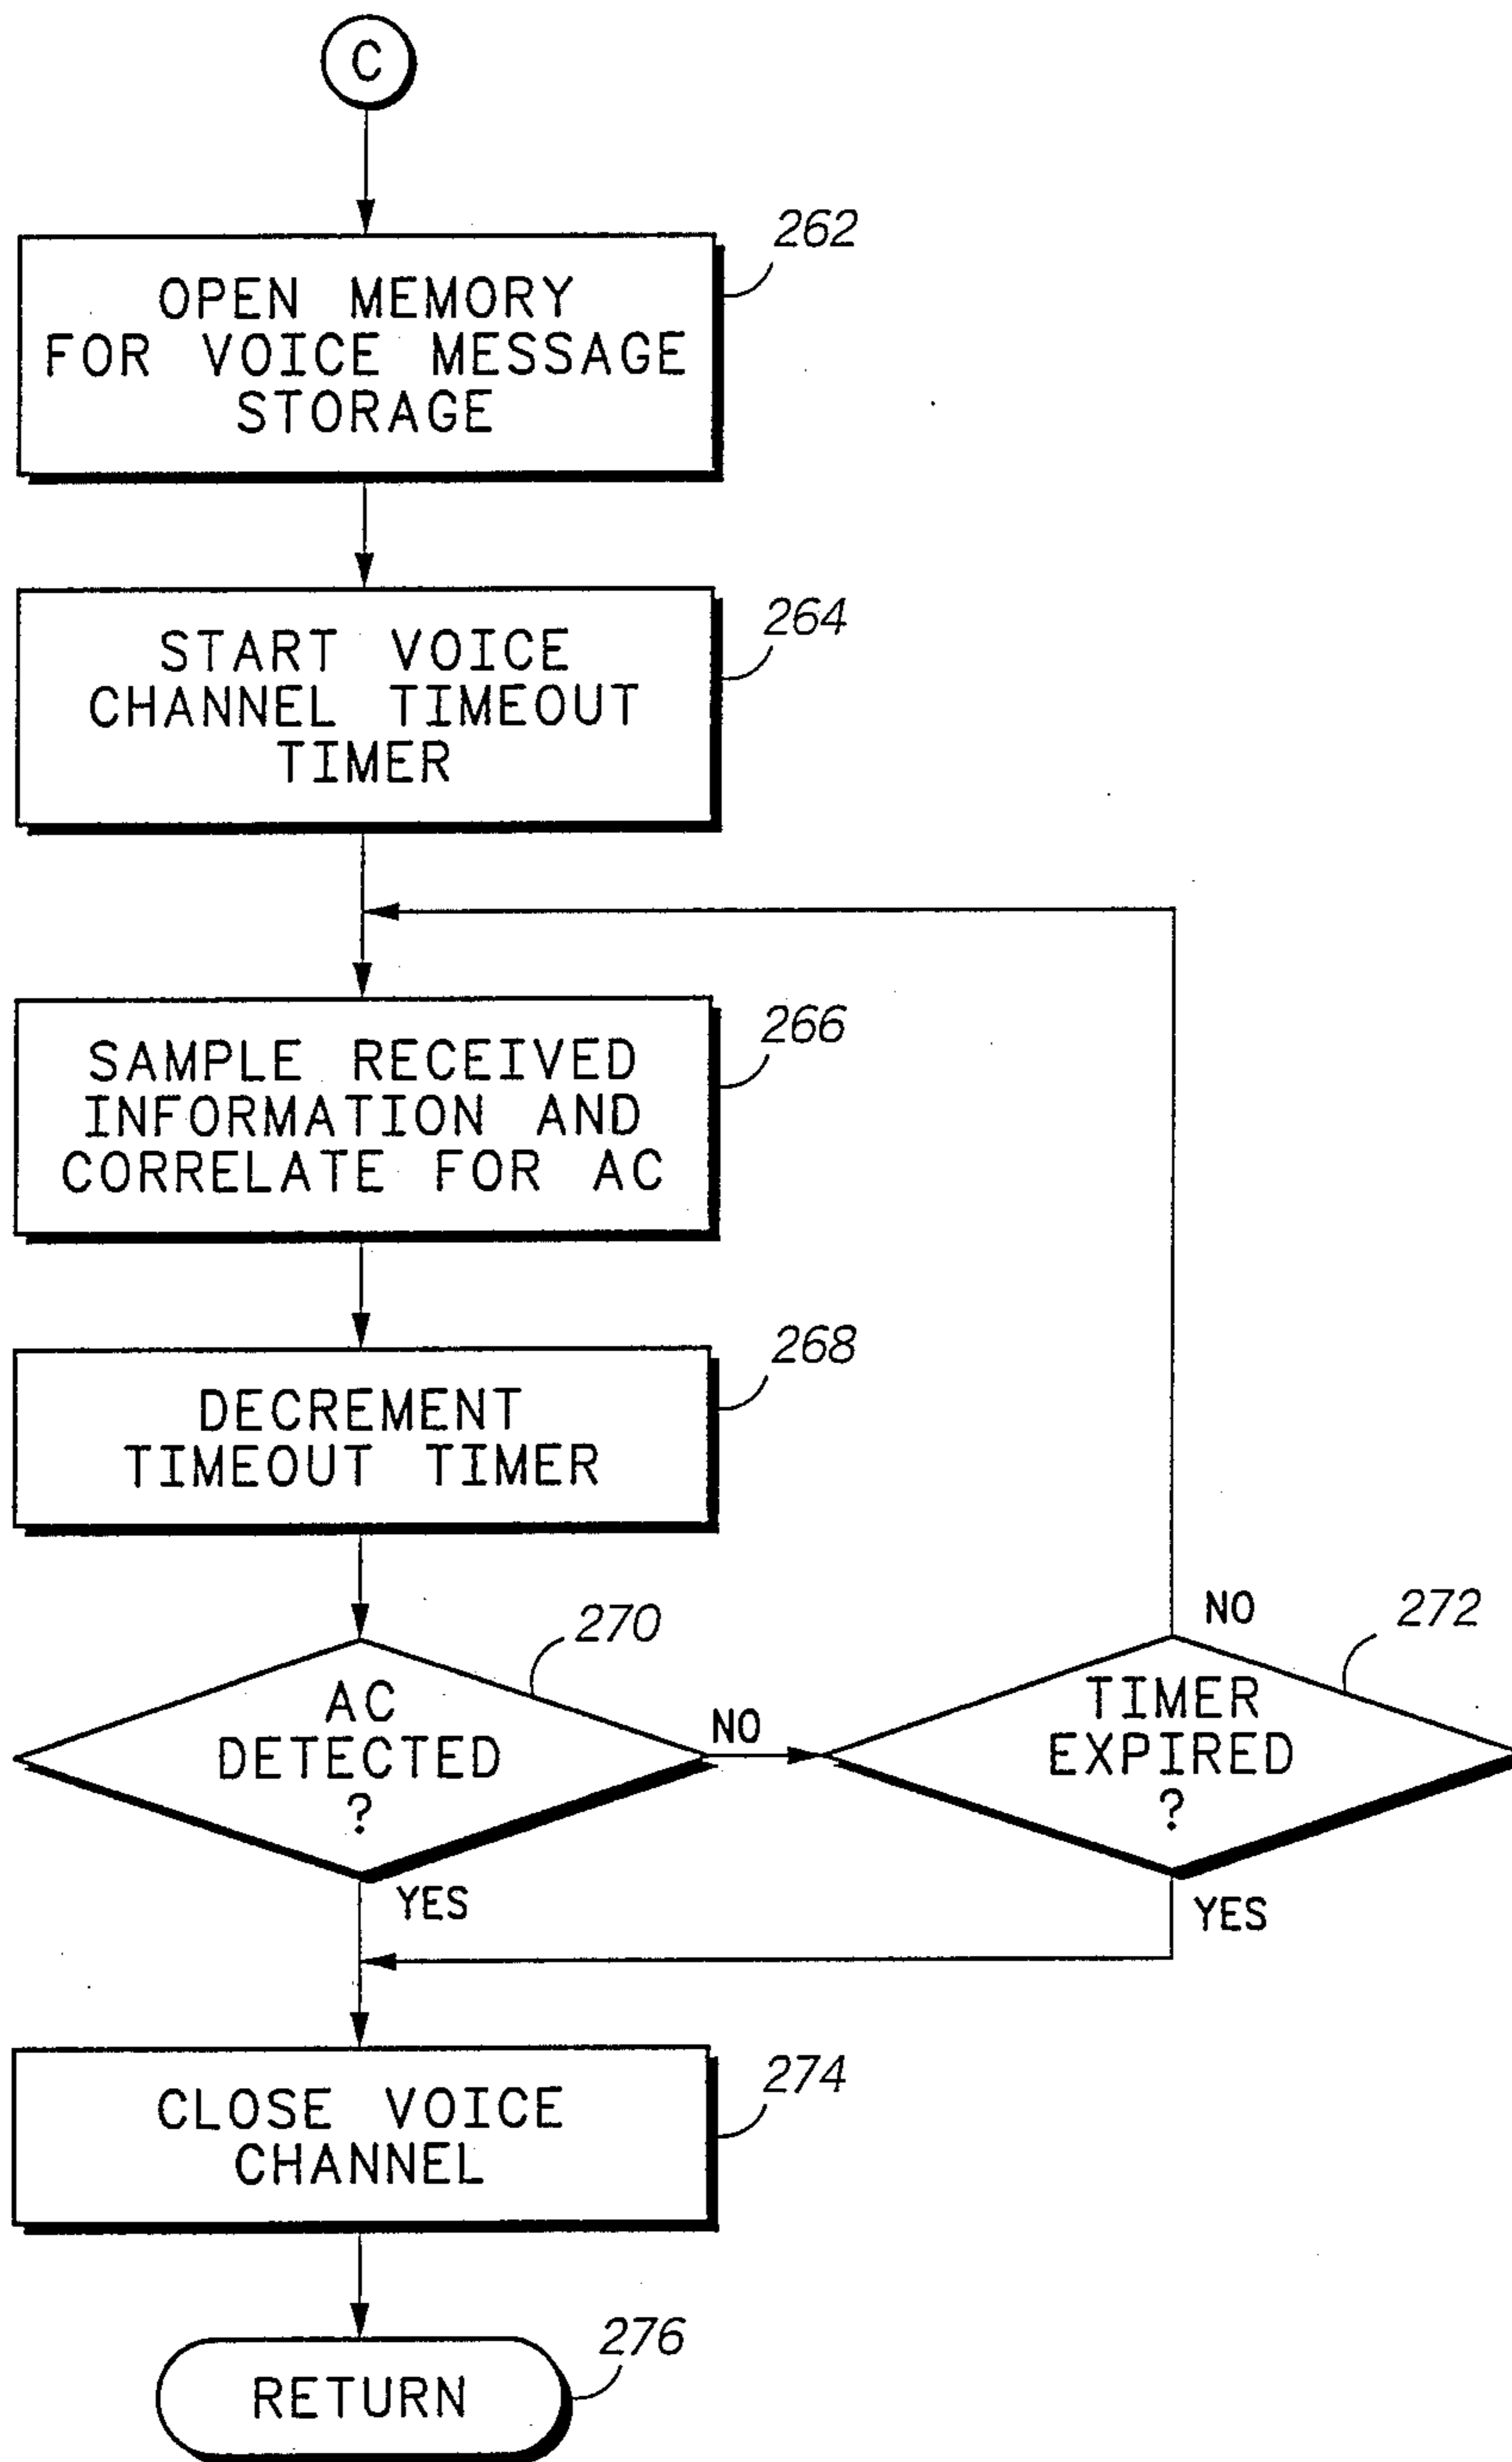 C
262
OPEN MEMORY
FOR VOICE MESSAGE
STORAGE
264
START VOICE
CHANNEL TIMEOUT
TIMER
266
SAMPLE RECEIVED
INFORMATION AND
CORRELATE FOR AC
268
DECREMENT
TIMEOUT TIMER
270
AC
DETECTED
?
NO
YES
272
NO
TIMER
EXPIRED
?
YES
274
CLOSE VOICE
CHANNEL
276
RETURN